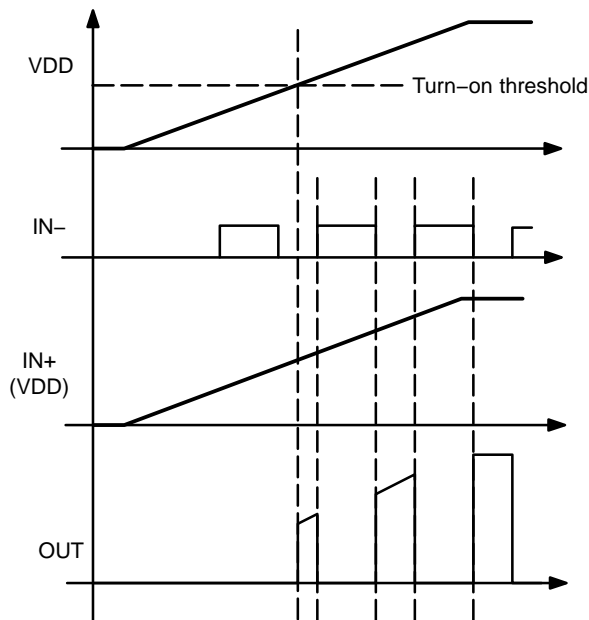 VDD
Turn−on threshold
IN−
IN+
(VDD)
OUT